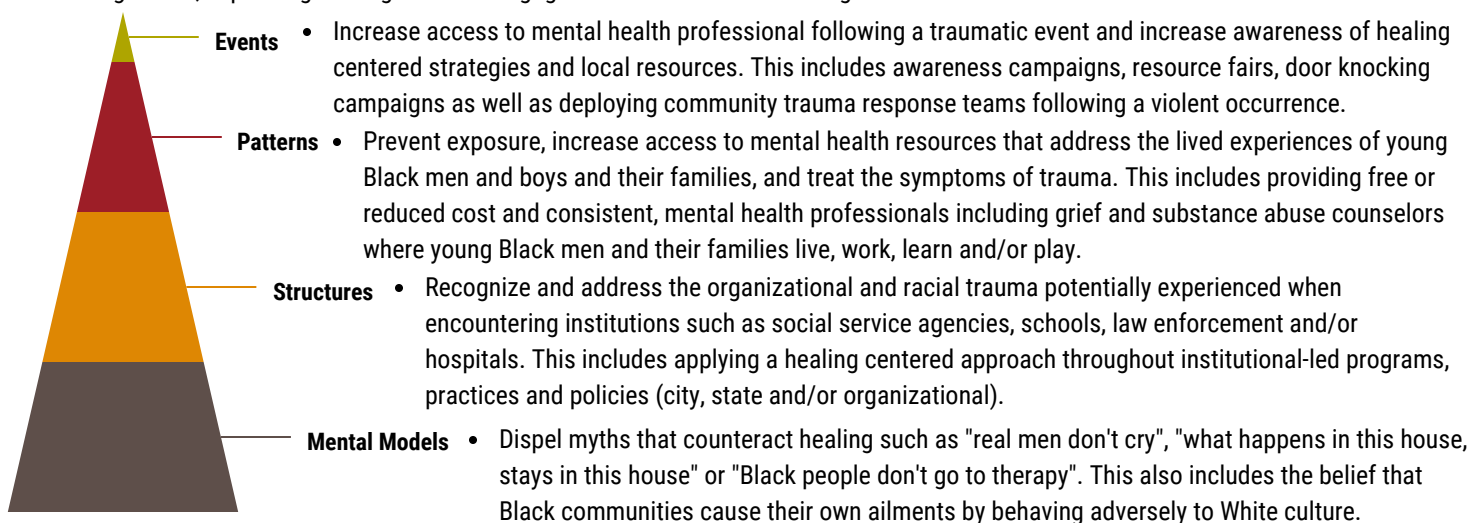 Events • Increase access to mental health professional following a traumatic event and increase awareness of healing
centered strategies and local resources. This includes awareness campaigns, resource fairs, door knocking
campaigns as well as deploying community trauma response teams following a violent occurrence.
Patterns • Prevent exposure, increase access to mental health resources that address the lived experiences of young
Black men and boys and their families, and treat the symptoms of trauma. This includes providing free or
reduced cost and consistent, mental health professionals including grief and substance abuse counselors
where young Black men and their families live, work, learn and/or play.
Structures • Recognize and address the organizational and racial trauma potentially experienced when
encountering institutions such as social service agencies, schools, law enforcement and/or
hospitals. This includes applying a healing centered approach throughout institutional-led programs,
practices and policies (city, state and/or organizational).
Mental Models • Dispel myths that counteract healing such as "real men don't cry", "what happens in this house,
stays in this house" or "Black people don't go to therapy". This also includes the belief that
Black communities cause their own ailments by behaving adversely to White culture.